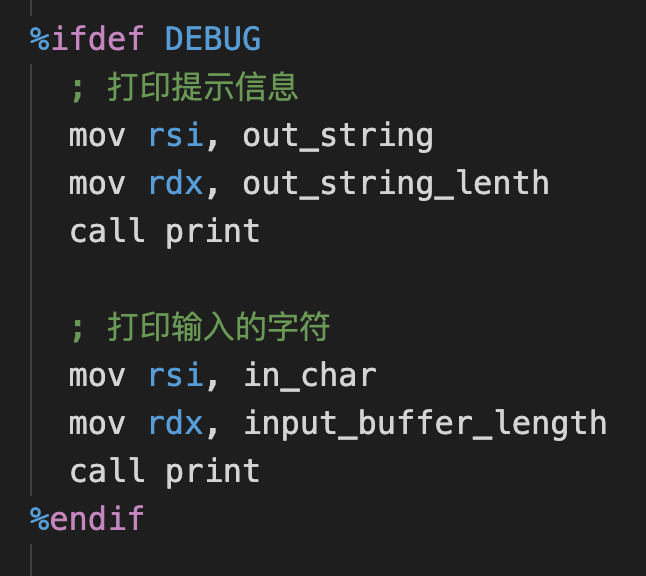 %ifdef DEBUG
; 打印提示信息
mov rsi, out_string
mov rdx, out_string_lenth
call print
; 打印输入的字符
mov rsi, in_char
mov rdx, input_buffer_length
call print
%endif